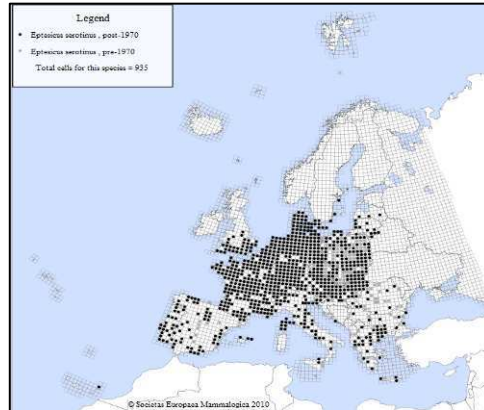 Legend
Eptesicus serotinus , post-1970
Eptesicus serotinus , pre-1970
Total cells for this species = 935
© Societas Europaea Mammalogica 2010